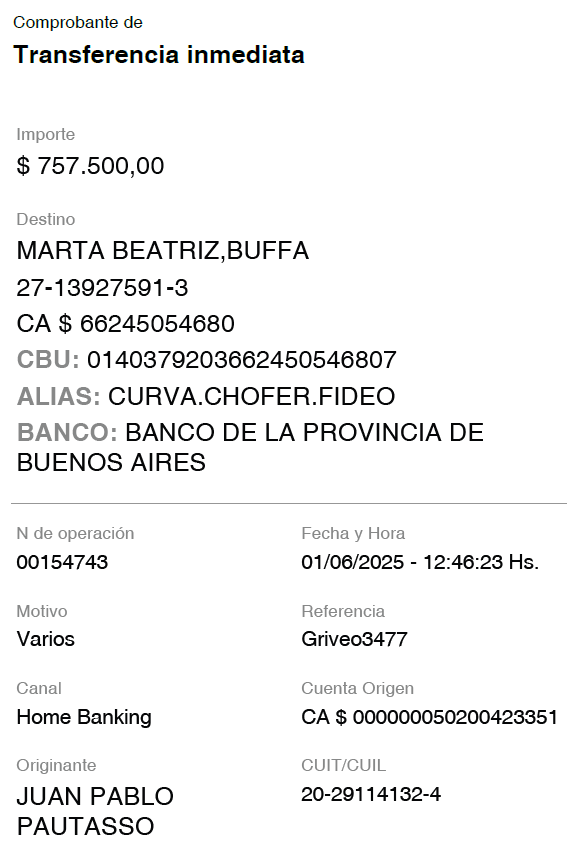 Comprobante de
Transferencia inmediata
Importe
$ 757.500,00
Destino
MARTA BEATRIZ,BUFFA
27-13927591-3
CA $ 66245054680
CBU: 0140379203662450546807
ALIAS: CURVA.CHOFER.FIDEO
BANCO: BANCO DE LA PROVINCIA DE
BUENOS AIRES
N de operación
00154743
Fecha y Hora
01/06/2025 - 12:46:23 Hs.
Motivo
Varios
Referencia
Griveo3477
Canal
Home Banking
Cuenta Origen
CA $ 000000050200423351
Originante
JUAN PABLO
PAUTASSO
CUIT/CUIL
20-29114132-4